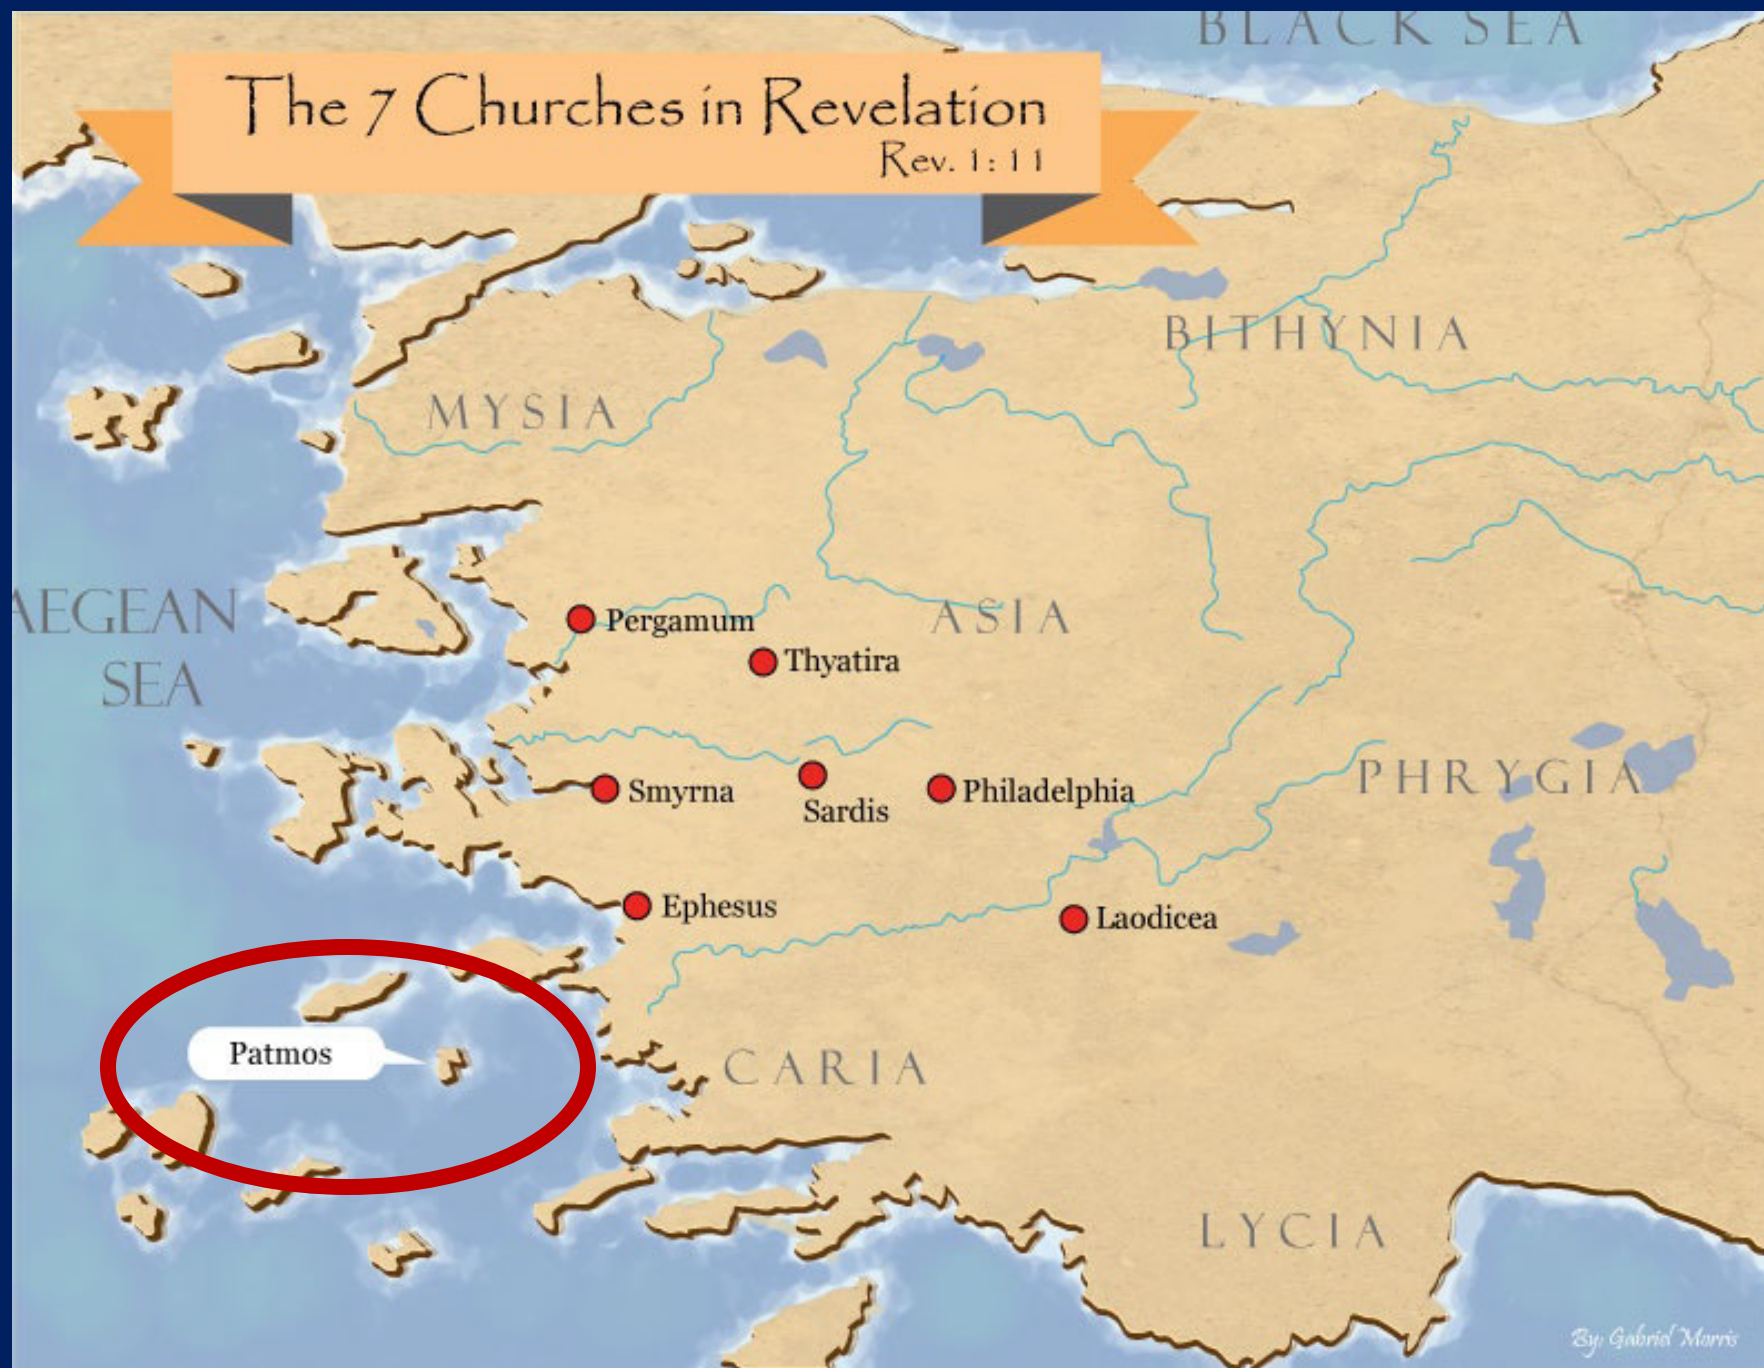 BLACK SEA
The 7 Churches in Revelation
Rev. 1:11
BITHYNIA
MYSIA
AEGEAN
SEA
Pergamum
ASIA
Thyatira
PHRYGIA
Smyrna
Sardis
Philadelphia
Ephesus
Laodicea
Patmos
CARIA
LYCIA
By: Gabriel Morris